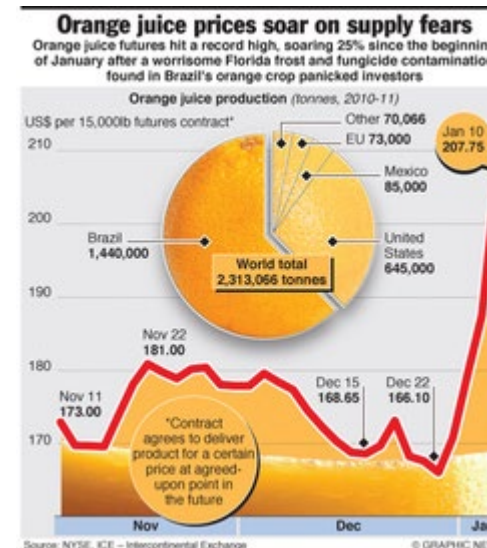 Orange juice prices soar on supply fears
Orange juice futures hit a record high, soaring 25% since the beginnin
of January after a worrisome Florida frost and fungicide contaminatio
found in Brazil's orange crop panicked investors
Orange juice production (tonnes, 2010-11)
US$ per 15,000lb futures contract*
Other 70,066
EU 73,000
Mexico
85,000
United
States
645,000
Brazil
1,440,000
World total
2,313,066 tonnes
Jan 10
207.75
210
200
190
180
170
Nov 11
173.00
Nov 22
181.00
Dec 15
168.65
Dec 22
166.10
*Contract
agrees to deliver
product for a certain
price at agreed-
upon point in
the future
Nov
Dec
Ja
Source: NYSE, ICE – Intercontinental Exchange
© GRAPHIC NE